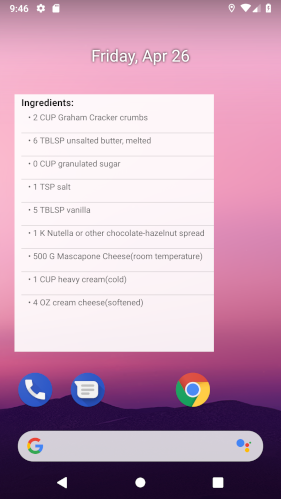 9:46
Friday, Apr 26
Ingredients:
• 2 CUP Graham Cracker crumbs
• 6 TBLSP unsalted butter, melted
• 0 CUP granulated sugar
• 1 TSP salt
• 5 TBLSP vanilla
• 1 K Nutella or other chocolate-hazelnut spread
• 500 G Mascapone Cheese(room temperature)
• 1 CUP heavy cream(cold)
• 4 OZ cream cheese(softened)
G